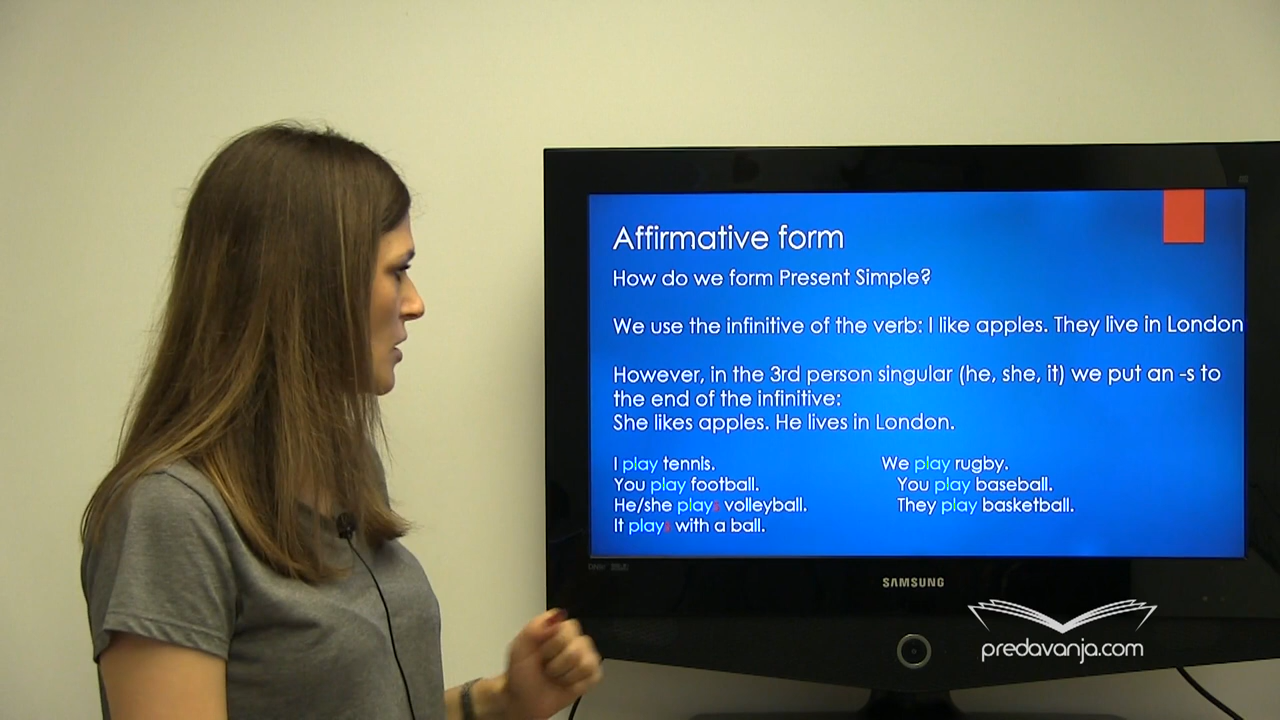 Affirmative form
How do we form Present Simple?
We use the infinitive of the verb: I like apples. They live in London
However, in the 3rd person singular (he, she, it) we put an -s to
the end of the infinitive:
She likes apples. He lives in London.
I play tennis.
You play football.
He/she plays volleyball.
It plays with a ball.
We play rugby.
You play baseball.
They play basketball.
SAMSUNG
predavanja.com